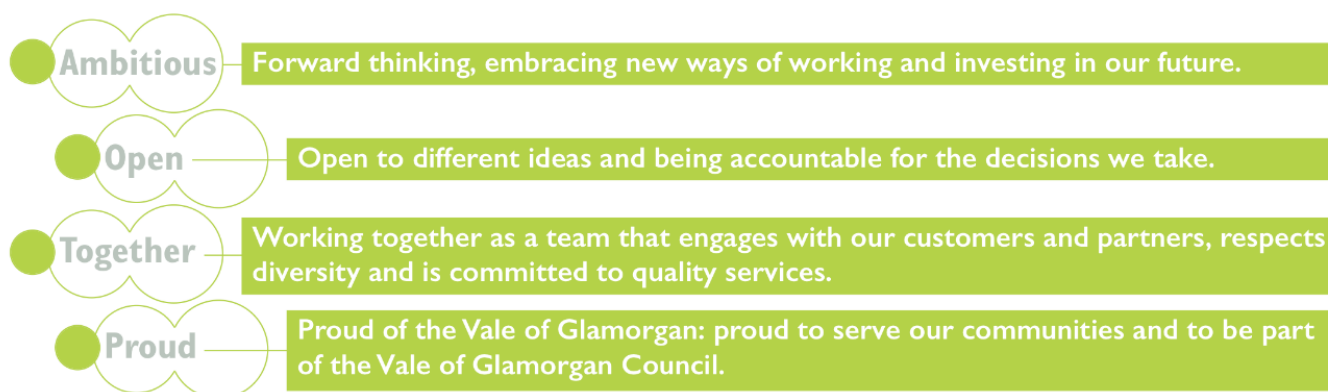 Ambitious
Forward thinking, embracing new ways of working and investing in our future.
Open
Open to different ideas and being accountable for the decisions we take.
Together
Working together as a team that engages with our customers and partners, respects
diversity and is committed to quality services.
Proud
Proud of the Vale of Glamorgan: proud to serve our communities and to be part
of the Vale of Glamorgan Council.